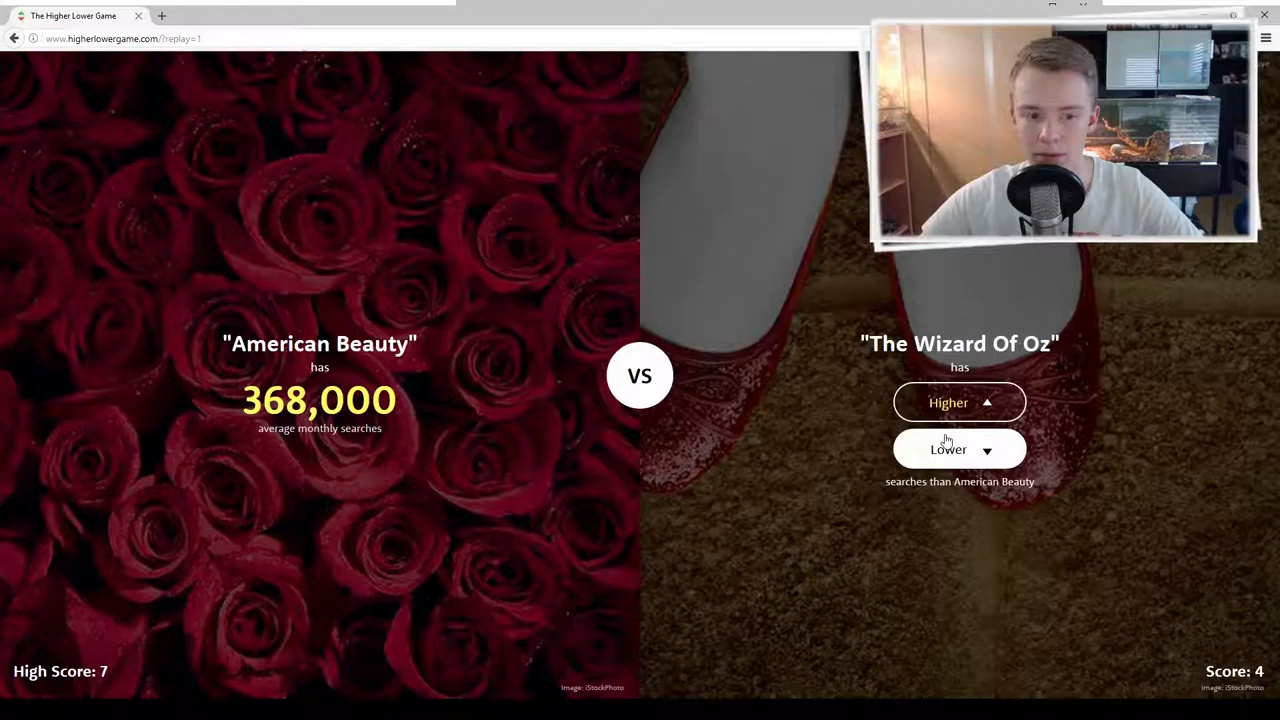 The Higher Lower Game
www.higherlowergame.com/?replay=1
"American Beauty"
has
368,000
average monthly searches
VS
"The Wizard Of Oz"
has
Higher
Lower
searches than American Beauty
High Score: 7
Image: iStockPhoto
Score: 4
Image: iStockPhoto